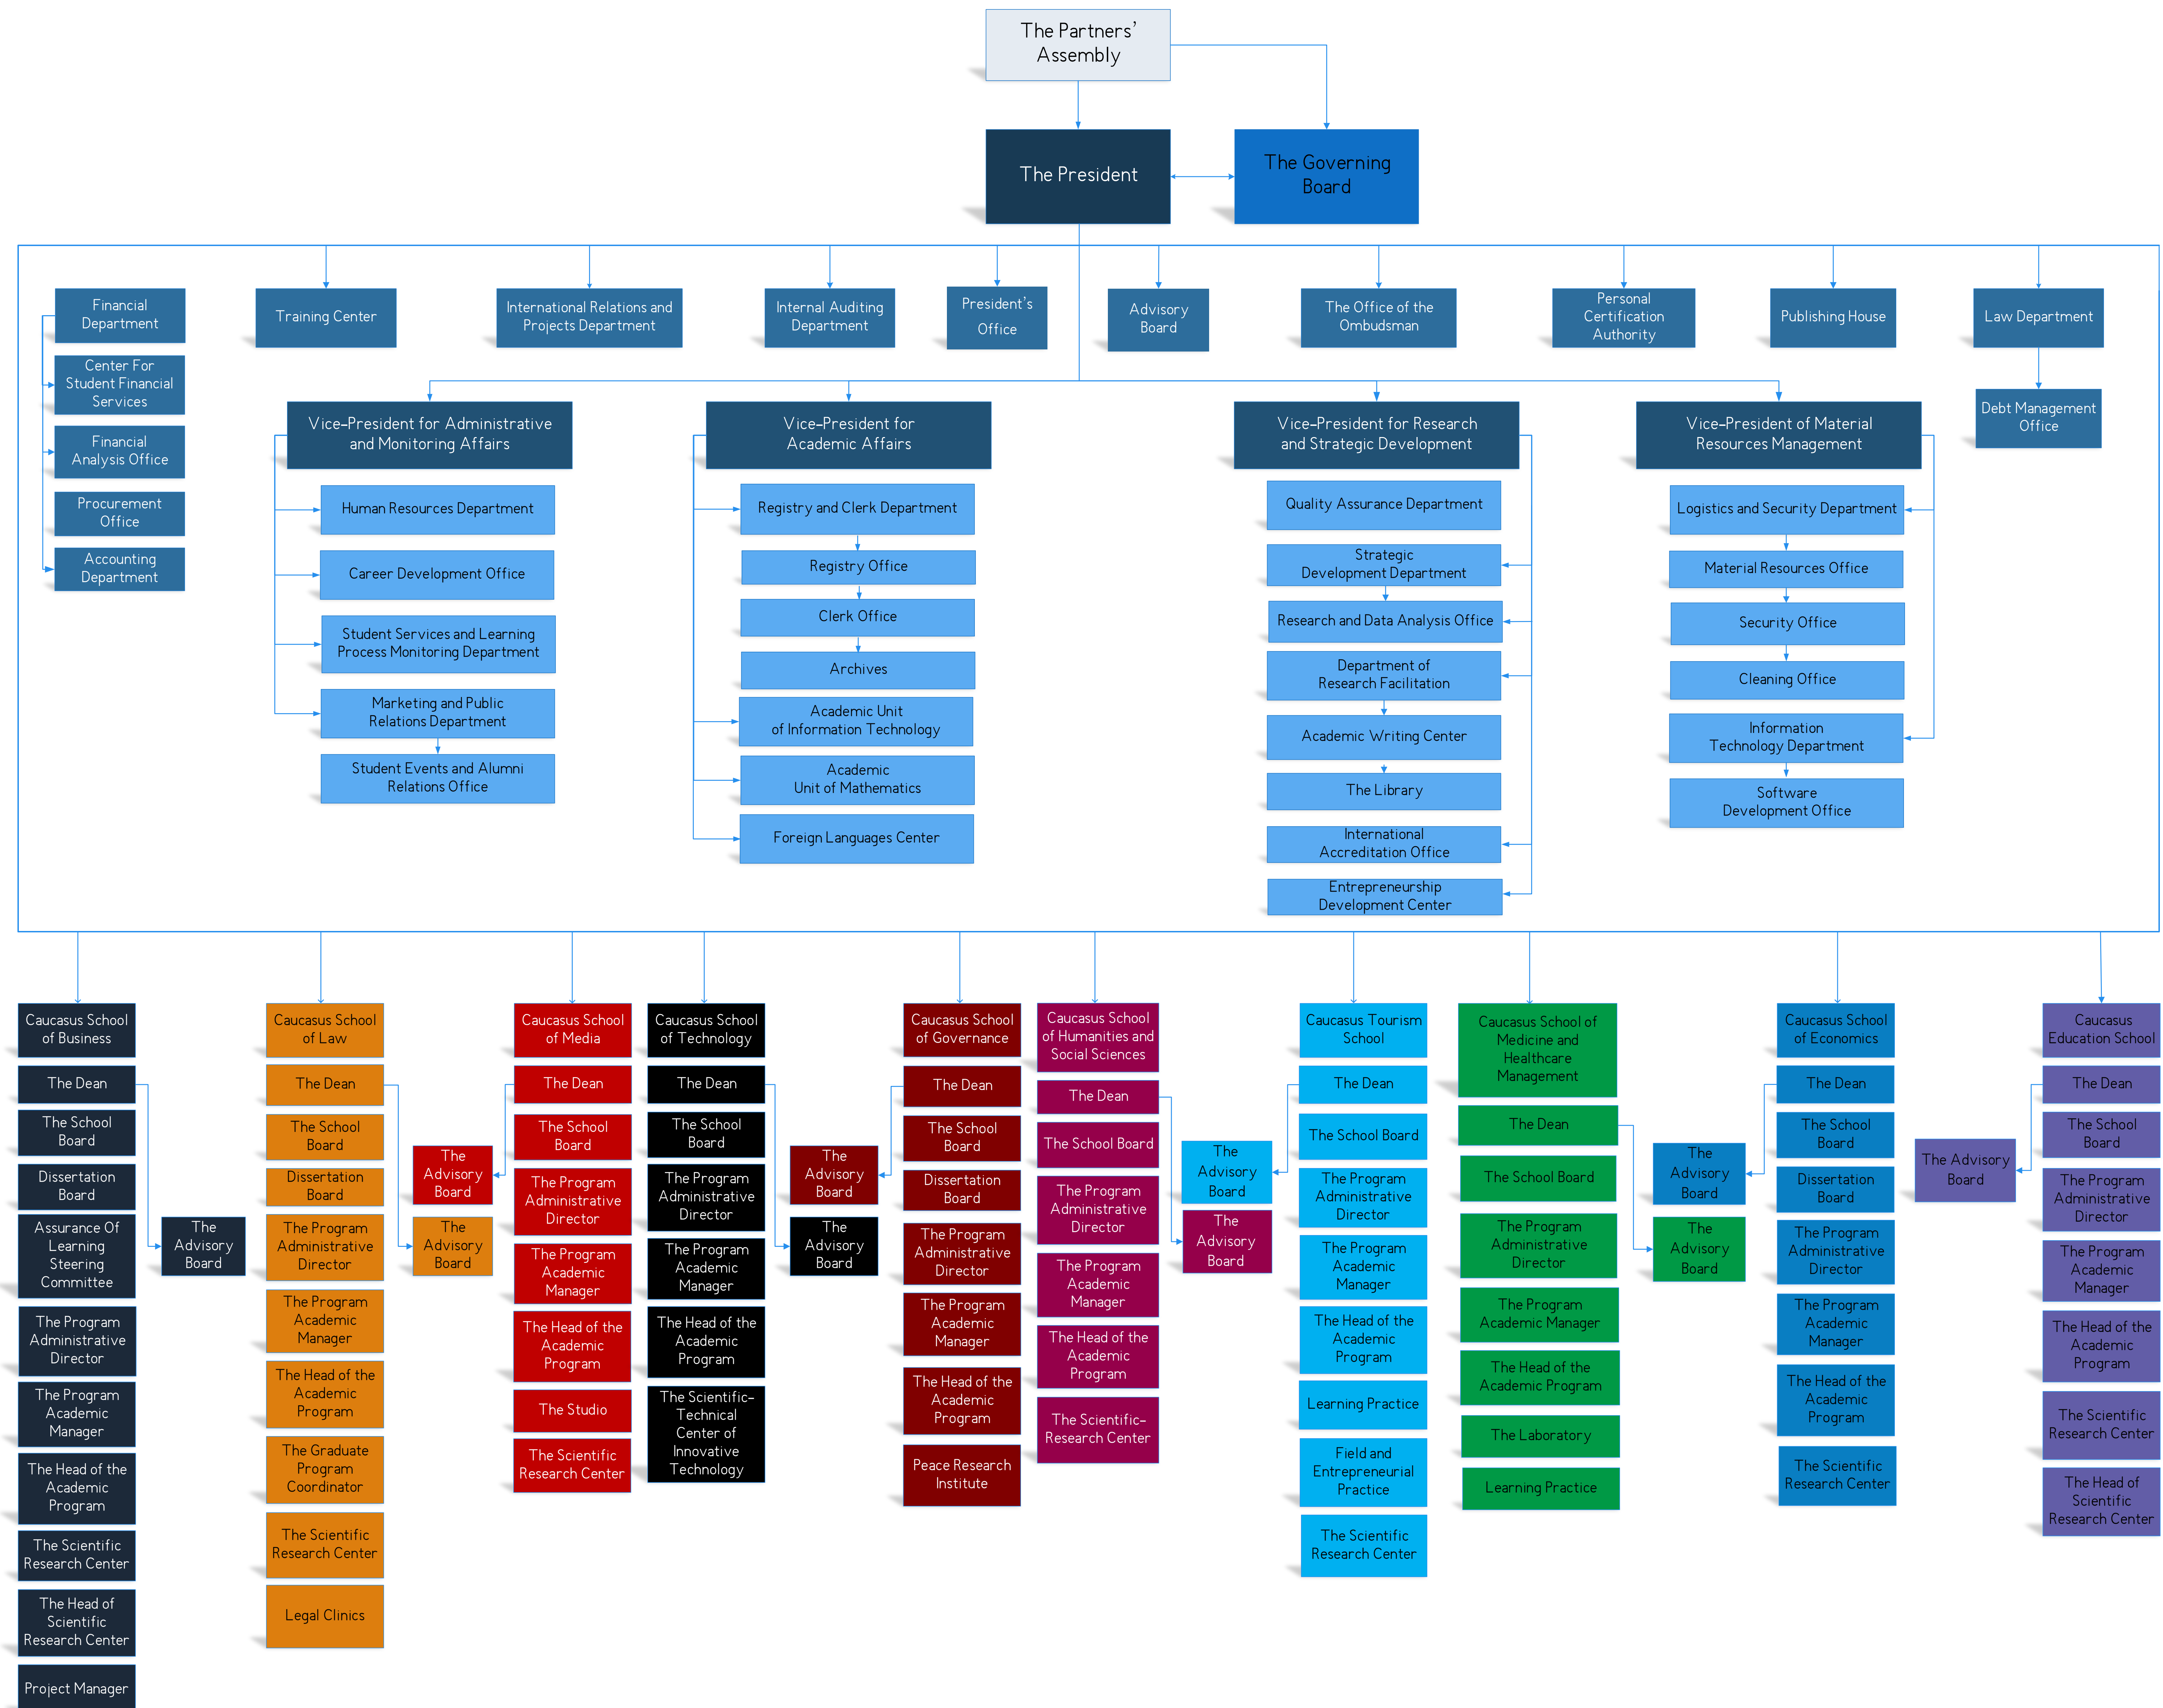 The Partners'
Assembly
The President
The Governing
Board
Financial
Department
Training Center
International Relations and
Projects Department
Internal Auditing
Department
President's
Office
Advisory
Board
The Office of the
Ombudsman
Personal
Certification
Authority
Publishing House
Law Department
Center For
Student Financial
Services
Financial
Analysis Office
Procurement
Office
Accounting
Department
Debt Management
Office
Vice-President for Administrative
and Monitoring Affairs
Human Resources Department
Career Development Office
Student Services and Learning
Process Monitoring Department
Marketing and Public
Relations Department
Student Events and Alumni
Relations Office
Vice-President for
Academic Affairs
Registry and Clerk Department
Registry Office
Clerk Office
Archives
Academic Unit
of Information Technology
Academic
Unit of Mathematics
Foreign Languages Center
Vice-President for Research
and Strategic Development
Quality Assurance Department
Strategic
Development Department
Research and Data Analysis Office
Department of
Research Facilitation
Academic Writing Center
The Library
International
Accreditation Office
Entrepreneurship
Development Center
Vice-President of Material
Resources Management
Logistics and Security Department
Material Resources Office
Security Office
Cleaning Office
Information
Technology Department
Software
Development Office
Caucasus School
of Business
The Dean
The School
Board
Dissertation
Board
Assurance Of
Learning
Steering
Committee
The Program
Administrative
Director
The Program
Academic
Manager
The Head of the
Academic
Program
The Scientific
Research Center
The Head of
Scientific
Research Center
Project Manager
The
Advisory
Board
Caucasus School
of Law
The Dean
The School
Board
Dissertation
Board
The Program
Administrative
Director
The Program
Academic
Manager
The Head of the
Academic
Program
The Graduate
Program
Coordinator
The Scientific
Research Center
Legal Clinics
The
Advisory
Board
The
Advisory
Board
Caucasus School
of Media
The Dean
The School
Board
The Program
Administrative
Director
The Program
Academic
Manager
The Head of the
Academic
Program
The Studio
The Scientific
Research Center
Caucasus School
of Technology
The Dean
The School
Board
The Program
Administrative
Director
The Program
Academic
Manager
The Head of the
Academic
Program
The Scientific-
Technical
Center of
Innovative
Technology
The
Advisory
Board
The
Advisory
Board
Caucasus School
of Governance
The Dean
The School
Board
Dissertation
Board
The Program
Administrative
Director
The Program
Academic
Manager
The Head of the
Academic
Program
Peace Research
Institute
Caucasus School
of Humanities and
Social Sciences
The Dean
The School Board
The Program
Administrative
Director
The Program
Academic
Manager
The Head of the
Academic
Program
The Scientific-
Research Center
The
Advisory
Board
The
Advisory
Board
Caucasus Tourism
School
The Dean
The School Board
The Program
Administrative
Director
The Program
Academic
Manager
The Head of the
Academic
Program
Learning Practice
Field and
Entrepreneurial
Practice
The Scientific
Research Center
Caucasus School of
Medicine and
Healthcare
Management
The Dean
The School Board
The Program
Administrative
Director
The Program
Academic Manager
The Head of the
Academic Program
The Laboratory
Learning Practice
The
Advisory
Board
The
Advisory
Board
Caucasus School
of Economics
The Dean
The School
Board
Dissertation
Board
The Program
Administrative
Director
The Program
Academic
Manager
The Head of the
Academic
Program
The Scientific
Research Center
The Advisory
Board
Caucasus
Education School
The Dean
The School
Board
The Program
Administrative
Director
The Program
Academic
Manager
The Head of the
Academic
Program
The Scientific
Research Center
The Head of
Scientific
Research Center